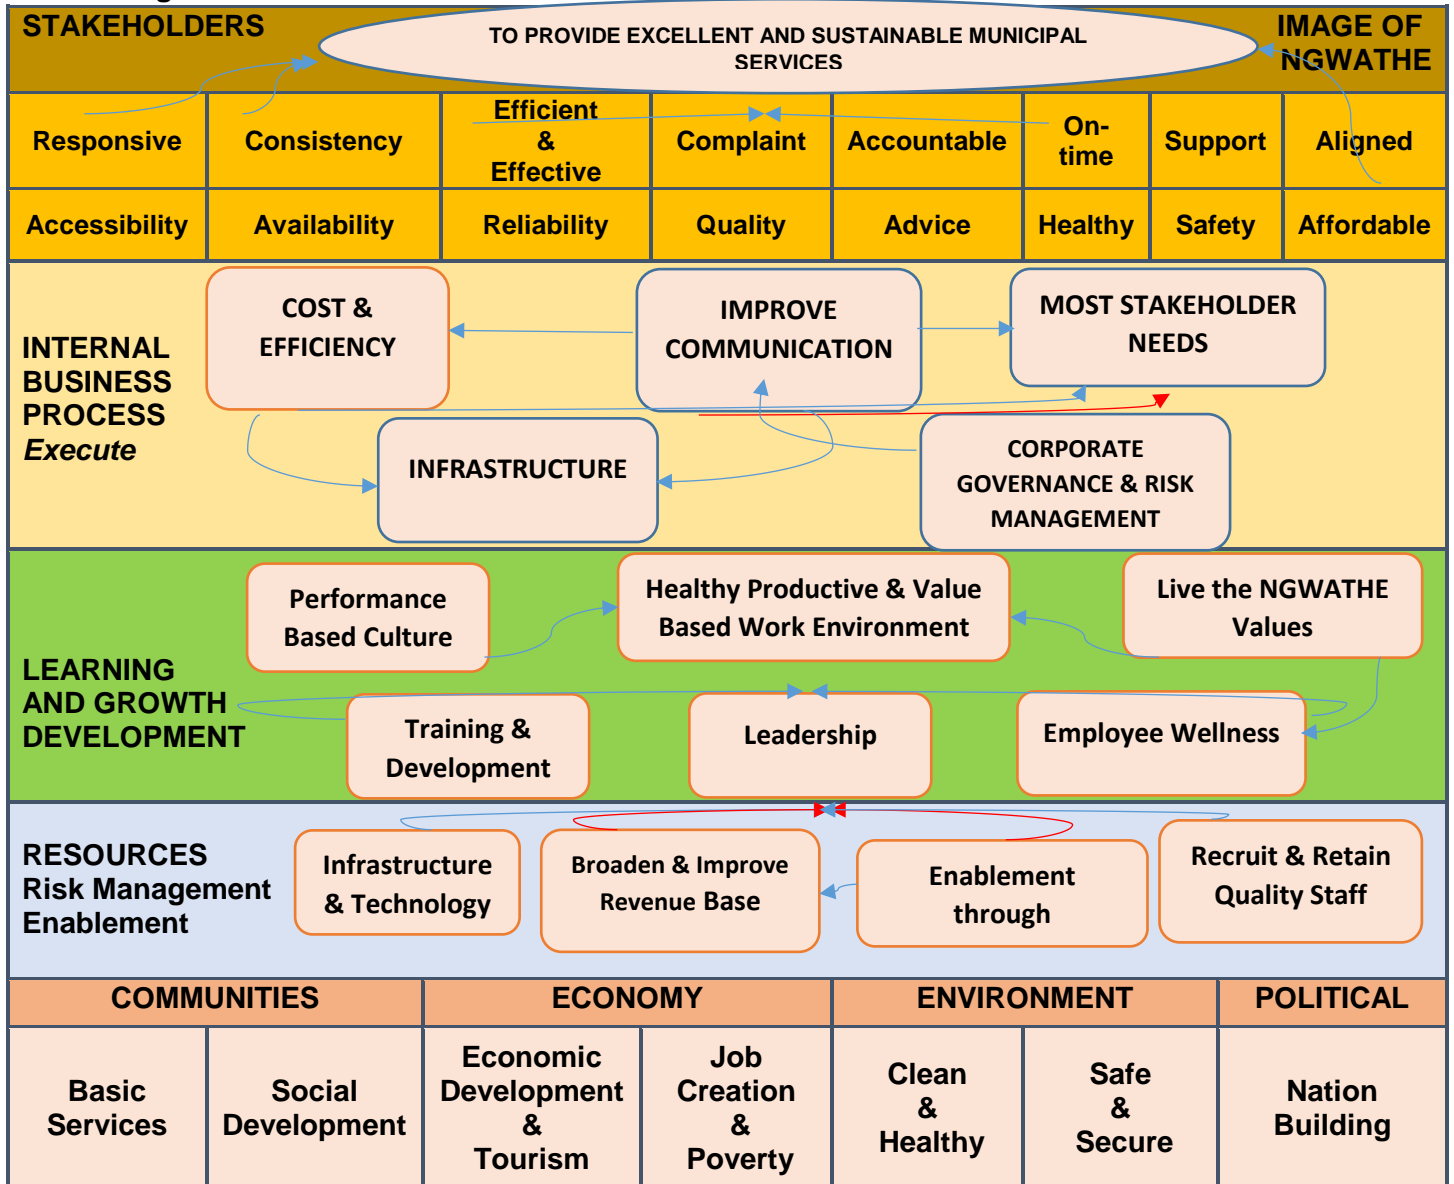 STAKEHOLDERS
TO PROVIDE EXCELLENT AND SUSTAINABLE MUNICIPAL
SERVICES
IMAGE OF
NGWATHE
Responsive
Consistency
Efficient
&
Effective
Complaint
Accountable
On-
time
Support
Aligned
Accessibility
Availability
Reliability
Quality
Advice
Healthy
Safety
Affordable
INTERNAL
BUSINESS
PROCESS
Execute
COST &
EFFICIENCY
IMPROVE
COMMUNICATION
MOST STAKEHOLDER
NEEDS
INFRASTRUCTURE
CORPORATE
GOVERNANCE & RISK
MANAGEMENT
LEARNING
AND GROWTH
DEVELOPMENT
Performance
Based Culture
Healthy Productive & Value
Based Work Environment
Live the NGWATHE
Values
Training &
Development
Leadership
Employee Wellness
RESOURCES
Risk Management
Enablement
Infrastructure
& Technology
Broaden & Improve
Revenue Base
Enablement
through
Recruit & Retain
Quality Staff
COMMUNITIES
ECONOMY
ENVIRONMENT
POLITICAL
Basic
Services
Social
Development
Economic
Development
&
Tourism
Job
Creation
&
Poverty
Clean
&
Healthy
Safe
&
Secure
Nation
Building